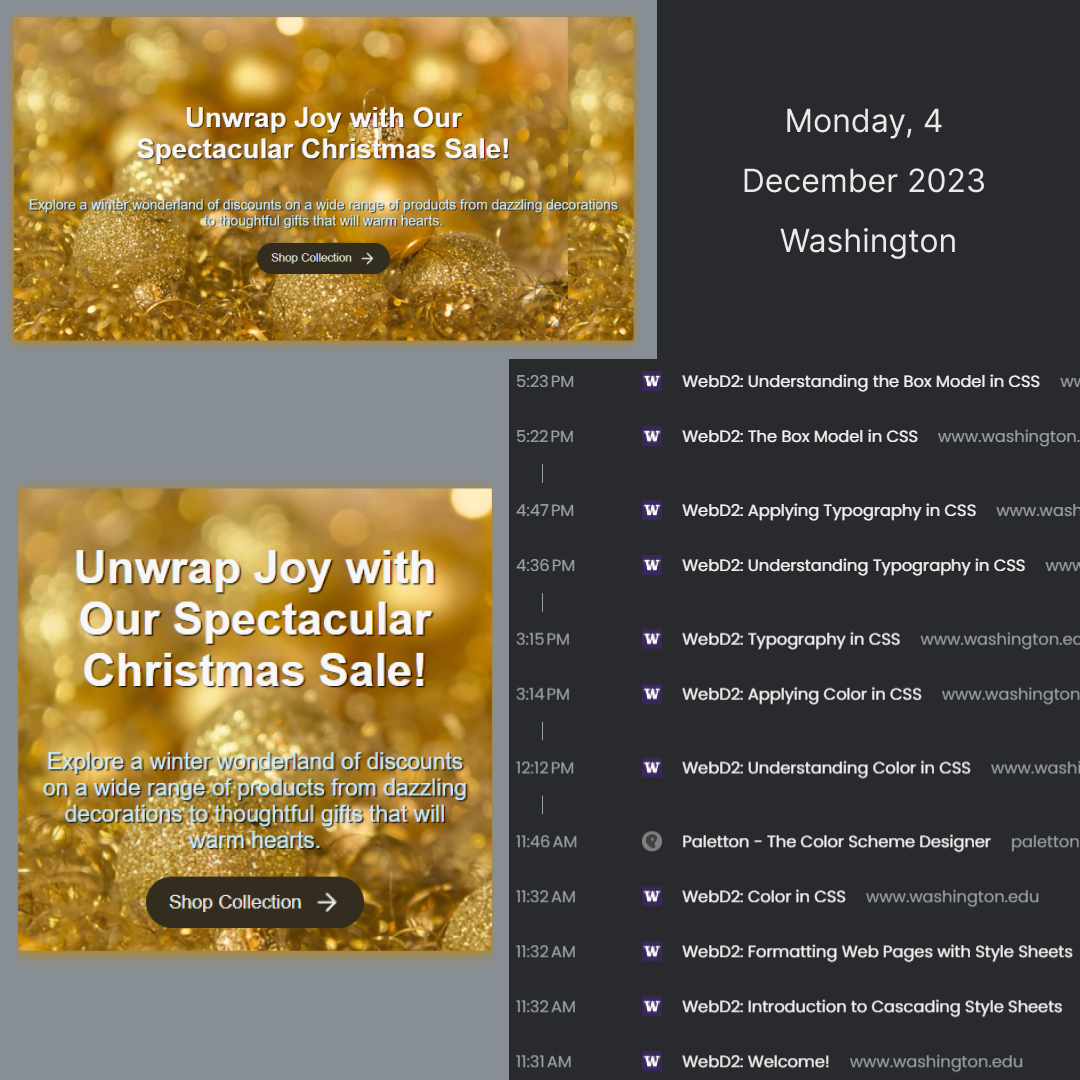 Unwrap Joy with Our
Spectacular Christmas Sale!
Explore a winter wonderland of discounts on a wide range of products from dazzling decorations
to thoughtful gifts that will warm hearts.
Shop Collection
Monday, 4
December 2023
Washington
Unwrap Joy with
Our Spectacular
Christmas Sale!
Explore a winter wonderland of discounts
on a wide range of products from dazzling
decorations to thoughtful gifts that will
warm hearts.
Shop Collection
5:23 PM W WebD2: Understanding the Box Model in CSS ww
5:22 PM W WebD2: The Box Model in CSS www.washington.
4:47 PM W WebD2: Applying Typography in CSS www.wash
4:36 PM W WebD2: Understanding Typography in CSS www
3:15 PM W WebD2: Typography in CSS www.washington.ed
3:14 PM W WebD2: Applying Color in CSS www.washington
12:12 PM W WebD2: Understanding Color in CSS www.washi
11:46 AM Paletton - The Color Scheme Designer paletton
11:32 AM W WebD2: Color in CSS www.washington.edu
11:32 AM W WebD2: Formatting Web Pages with Style Sheets
11:32 AM W WebD2: Introduction to Cascading Style Sheets
11:31 AM W WebD2: Welcome! www.washington.edu